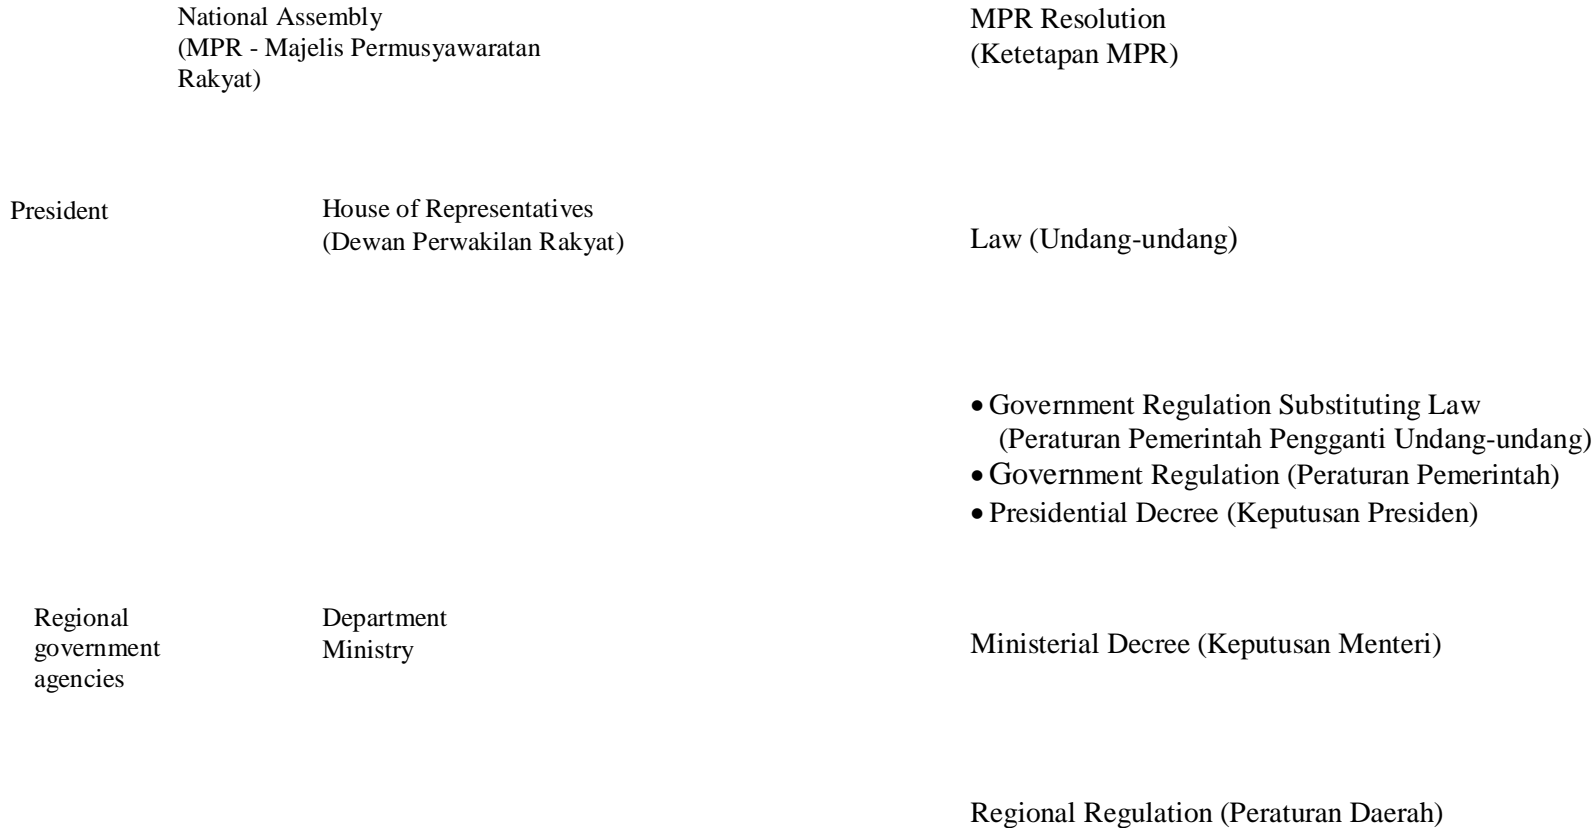 National Assembly
(MPR - Majelis Permusyawaratan
Rakyat)
MPR Resolution
(Ketetapan MPR)
President
House of Representatives
(Dewan Perwakilan Rakyat)
Law (Undang-undang)
• Government Regulation Substituting Law
(Peraturan Pemerintah Pengganti Undang-undang)
• Government Regulation (Peraturan Pemerintah)
• Presidential Decree (Keputusan Presiden)
Regional
government
agencies
Department
Ministry
Ministerial Decree (Keputusan Menteri)
Regional Regulation (Peraturan Daerah)